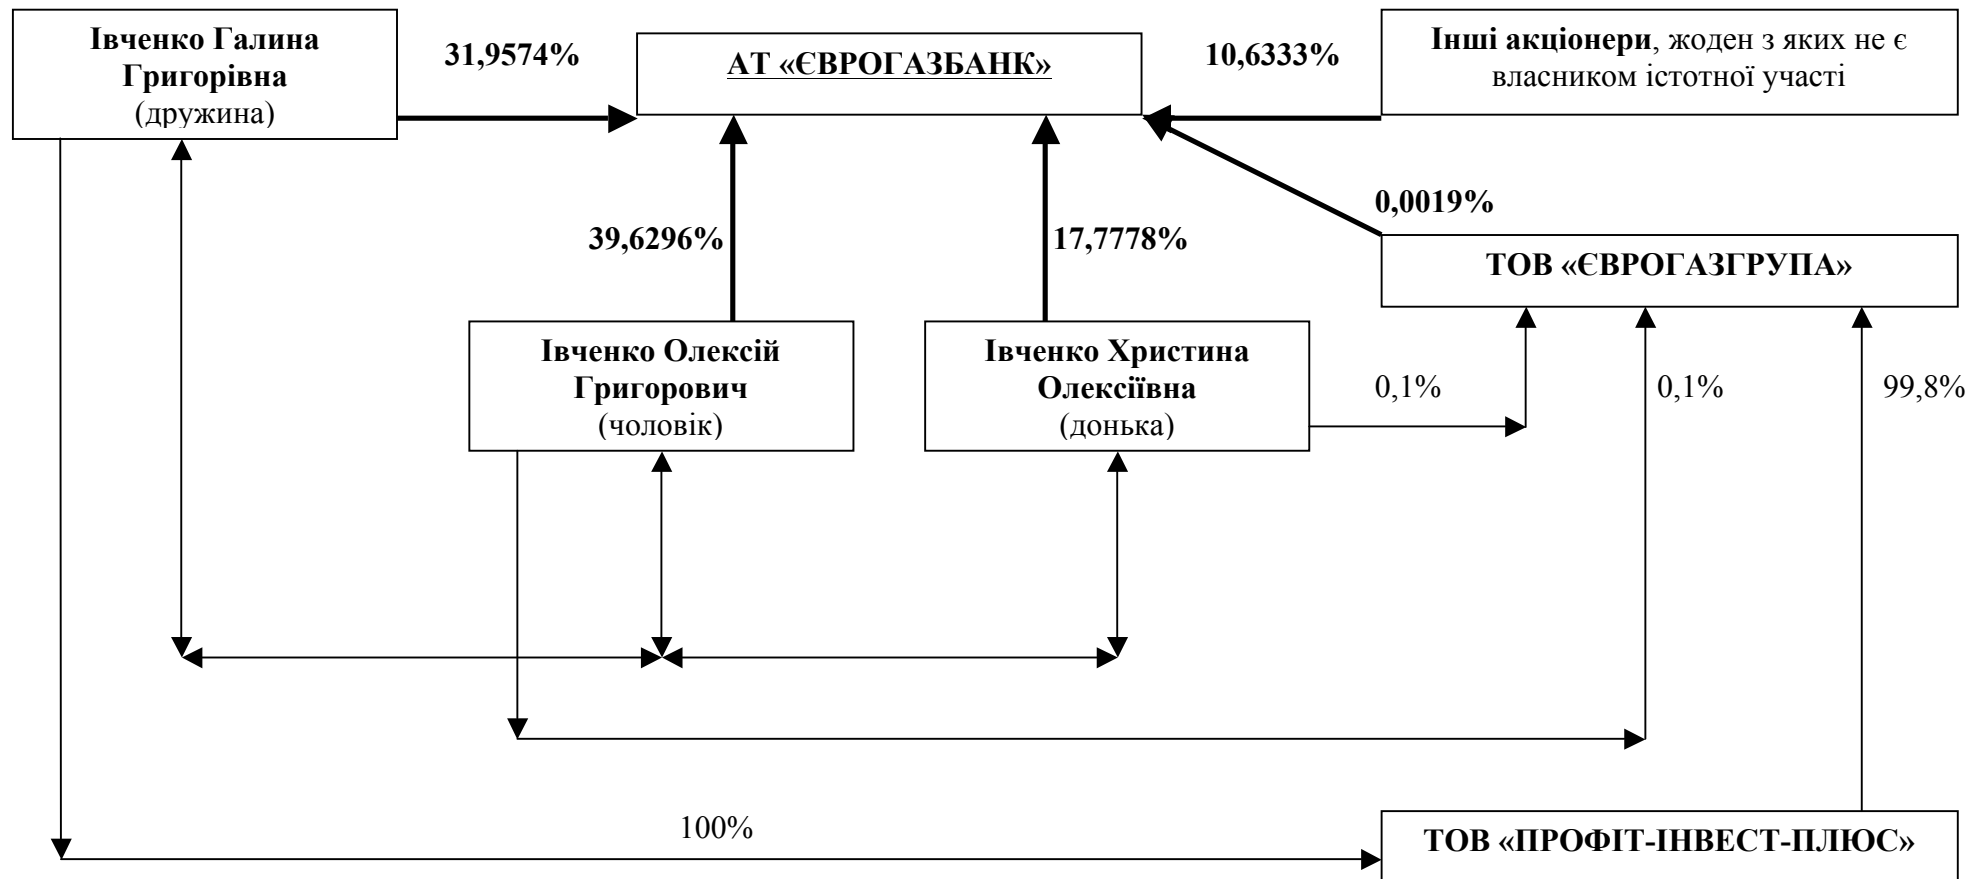 Івченко Галина
Григорівна
(дружина)
31,9574%
АТ «ЄВРОГАЗБАНК»
10,6333%
Інші акціонери, жоден з яких не є
власником істотної участі
0,0019%
39,6296%
17,7778%
ТОВ «ЄВРОГАЗГРУПА»
Івченко Олексій
Григорович
(чоловік)
Івченко Христина
Олексіївна
(донька)
0,1%
0,1%
99,8%
100%
ТОВ «ПРОФІТ-ІНВЕСТ-ПЛЮС»